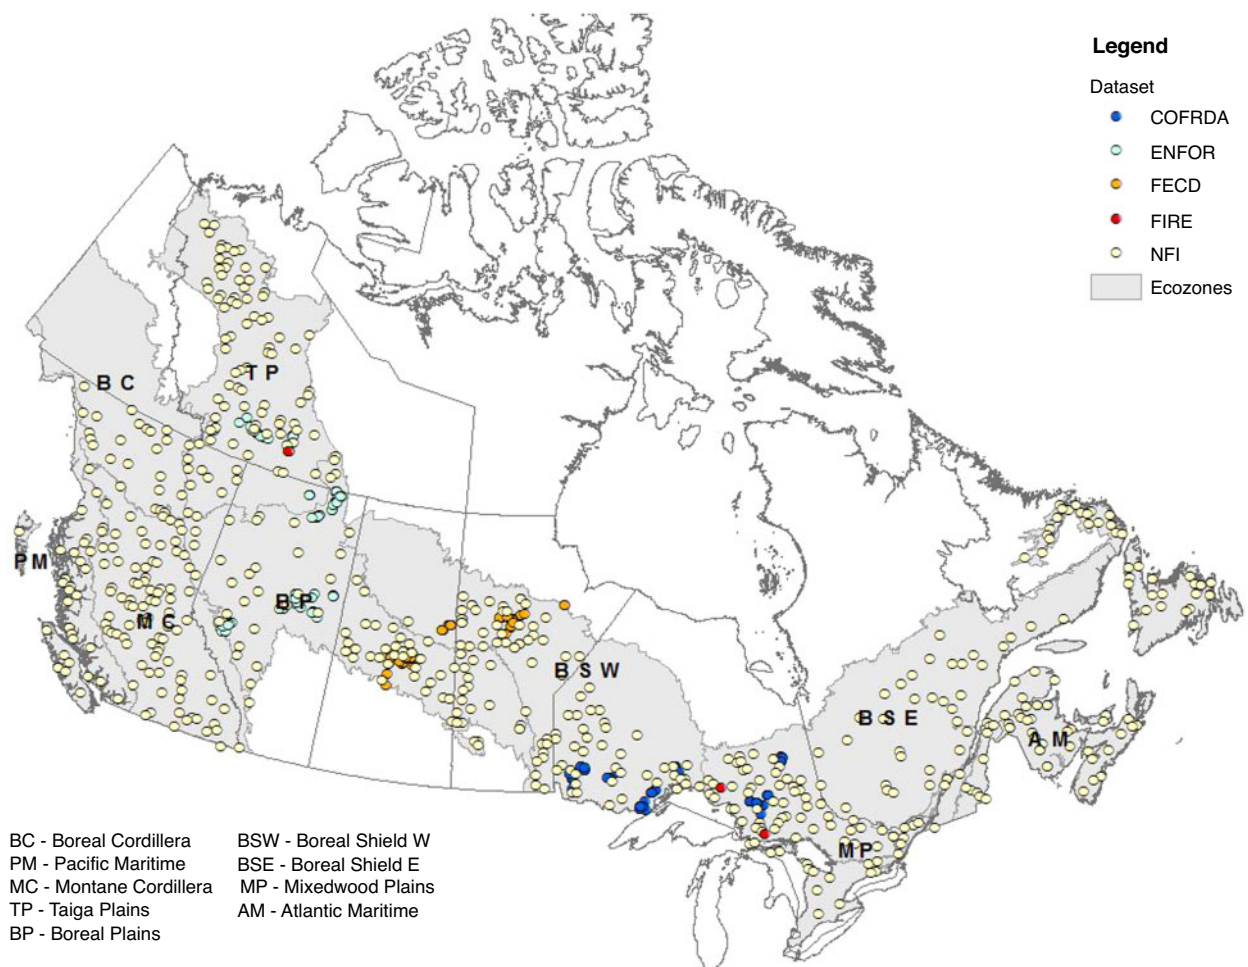 Legend
Dataset
COFRDA
ENFOR
FECD
FIRE
NFI
Ecozones
B C
T P
P M
M C
B P
B S W
B S E
A M
M P
BC - Boreal Cordillera
PM - Pacific Maritime
MC - Montane Cordillera
TP - Taiga Plains
BP - Boreal Plains
BSW - Boreal Shield W
BSE - Boreal Shield E
MP - Mixedwood Plains
AM - Atlantic Maritime